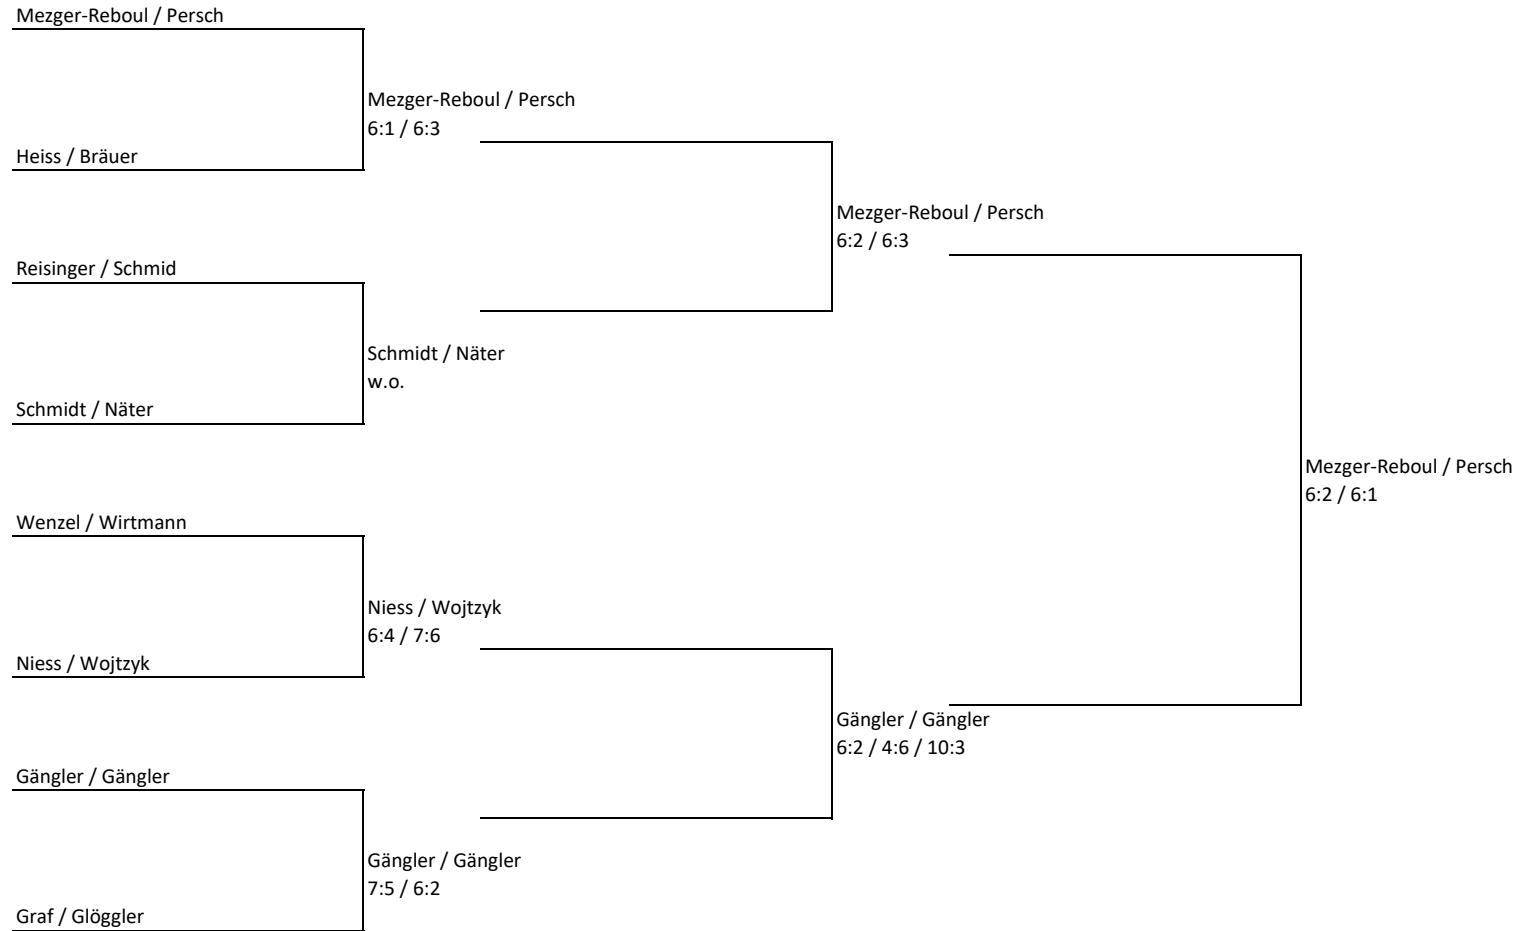 Mezger-Reboul / Persch
Mezger-Reboul / Persch
6:1 / 6:3
Heiss / Bräuer
Mezger-Reboul / Persch
6:2 / 6:3
Reisinger / Schmid
Schmidt / Näter
w.o.
Schmidt / Näter
Mezger-Reboul / Persch
6:2 / 6:1
Wenzel / Wirtmann
Niess / Wojtzyk
6:4 / 7:6
Niess / Wojtzyk
Gängler / Gängler
6:2 / 4:6 / 10:3
Gängler / Gängler
Gängler / Gängler
7:5 / 6:2
Graf / Glöggler